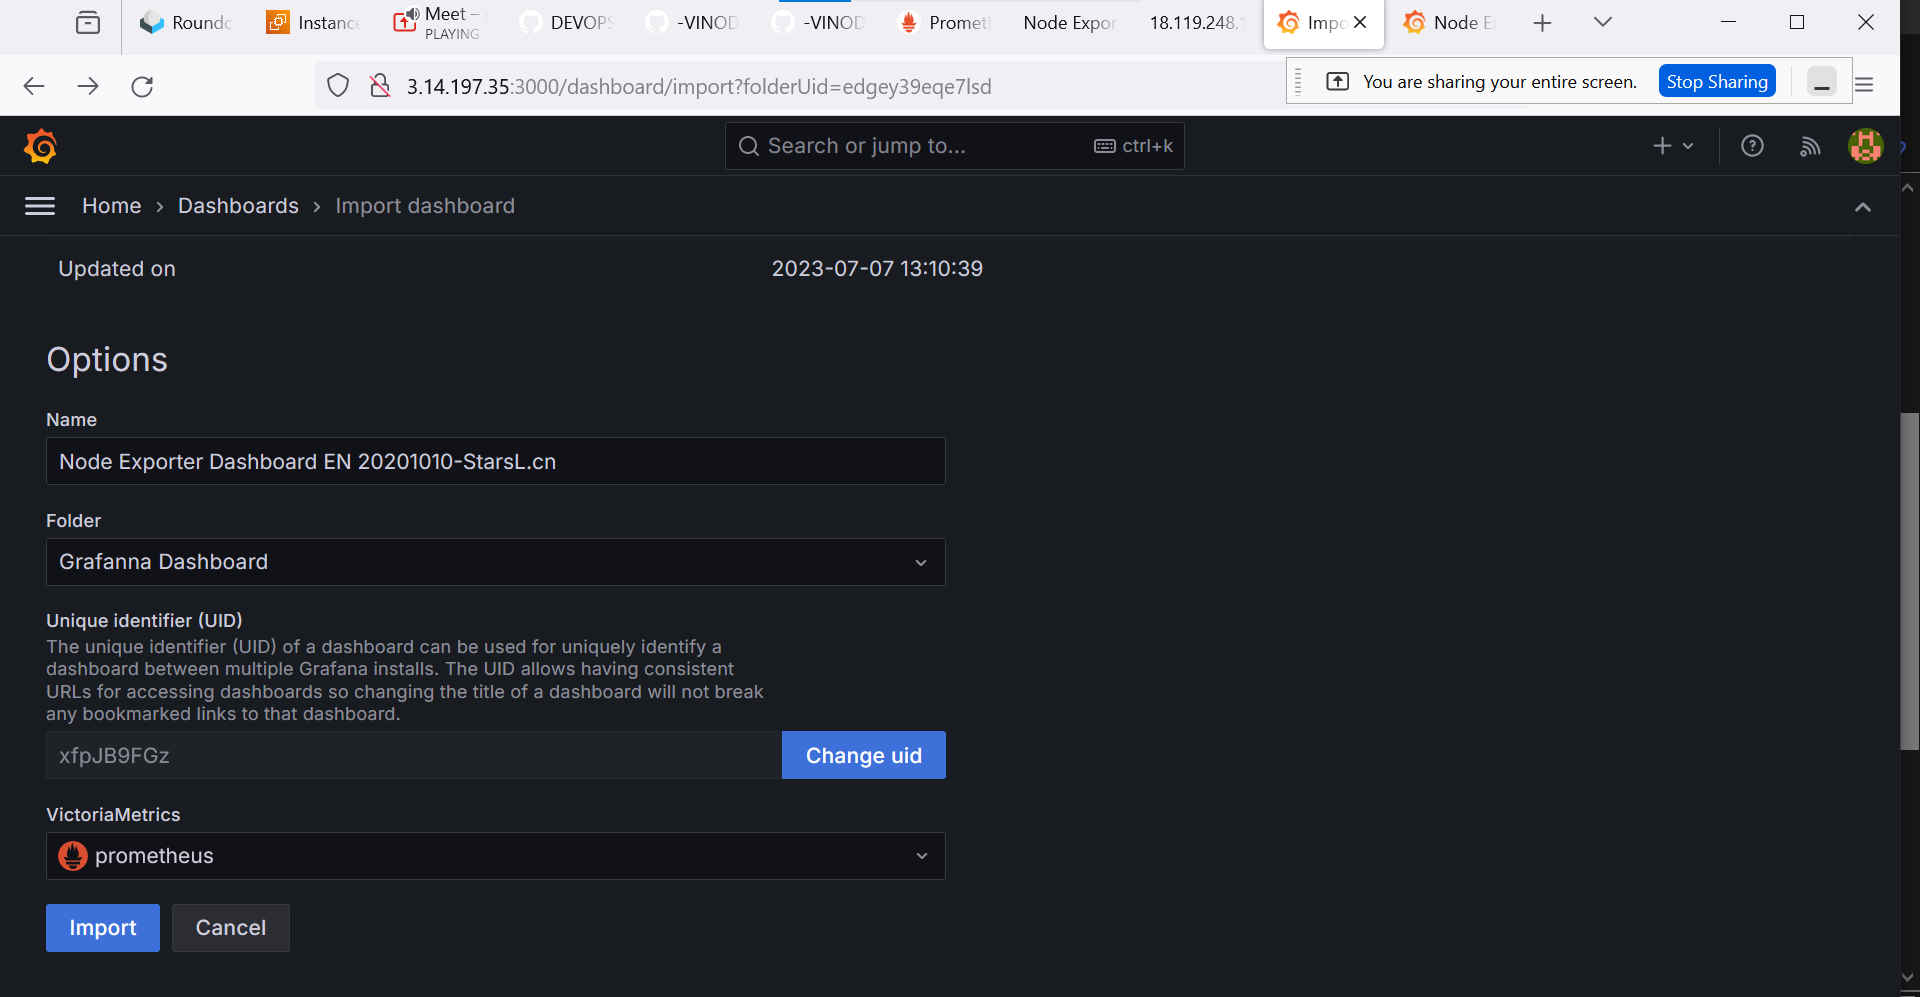 Roundc
Instance
Meet –
PLAYING
DEVOPS
-VINOD
-VINOD
Prometh
Node Expor
18.119.248.1
Impo
Node E
3.14.197.35:3000/dashboard/import?folderUid=edgey39eqe7lsd
You are sharing your entire screen.
Stop Sharing
Search or jump to...
ctrl+k
Home › Dashboards › Import dashboard
Updated on
2023-07-07 13:10:39
Options
Name
Node Exporter Dashboard EN 20201010-StarsL.cn
Folder
Grafanna Dashboard
Unique identifier (UID)
The unique identifier (UID) of a dashboard can be used for uniquely identify a
dashboard between multiple Grafana installs. The UID allows having consistent
URLs for accessing dashboards so changing the title of a dashboard will not break
any bookmarked links to that dashboard.
xfpJB9FGz
Change uid
VictoriaMetrics
prometheus
Import
Cancel